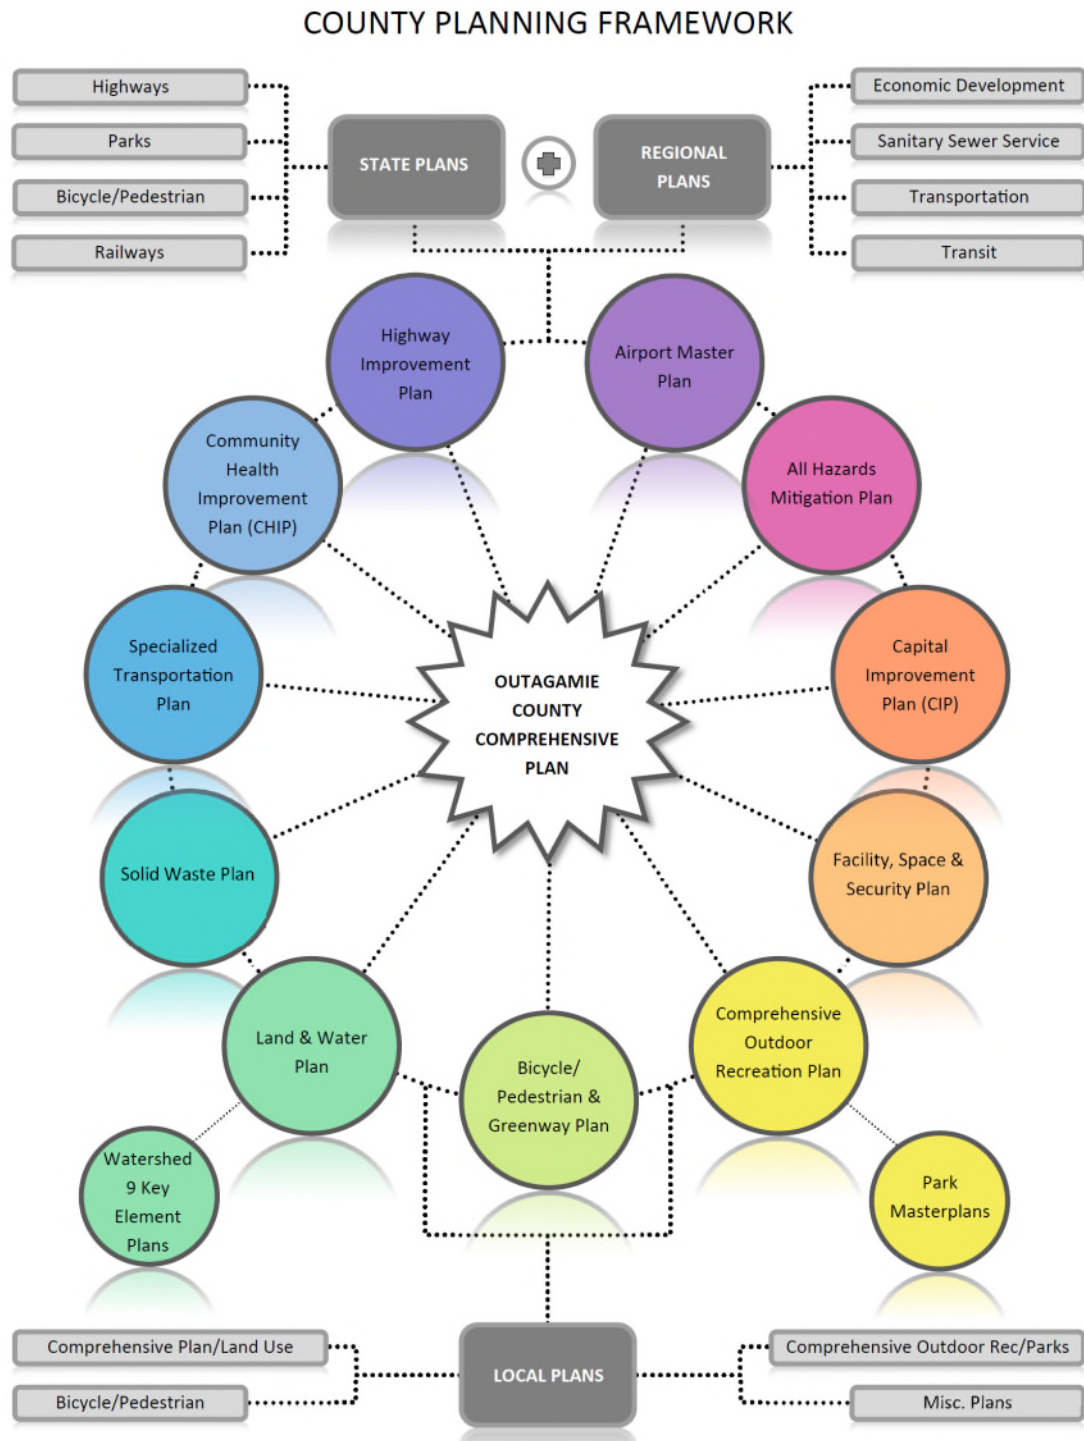 COUNTY PLANNING FRAMEWORK
Highways
Parks
Bicycle/Pedestrian
Railways
STATE PLANS
REGIONAL
PLANS
Economic Development
Sanitary Sewer Service
Transportation
Transit
Highway
Improvement
Plan
Airport Master
Plan
Community
Health
Improvement
Plan (CHIP)
All Hazards
Mitigation Plan
Specialized
Transportation
Plan
OUTAGAMIE
COUNTY
COMPREHENSIVE
PLAN
Capital
Improvement
Plan (CIP)
Solid Waste Plan
Facility, Space &
Security Plan
Land & Water
Plan
Bicycle/
Pedestrian &
Greenway Plan
Comprehensive
Outdoor
Recreation Plan
Watershed
9 Key
Element
Plans
Park
Masterplans
Comprehensive Plan/Land Use
Bicycle/Pedestrian
LOCAL PLANS
Comprehensive Outdoor Rec/Parks
Misc. Plans